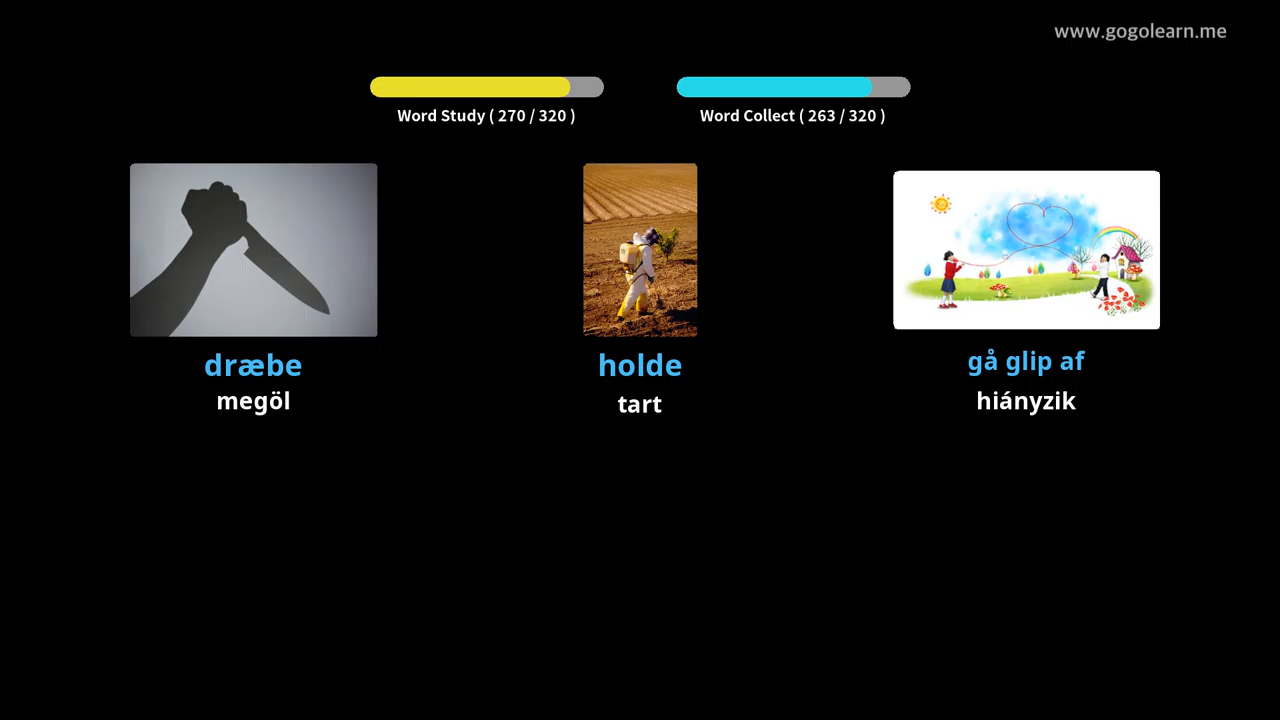 www.gogolearn.me
Word Study ( 270 / 320 )
Word Collect ( 263 / 320 )
dræbe
megöl
holde
tart
gå glip af
hiányzik